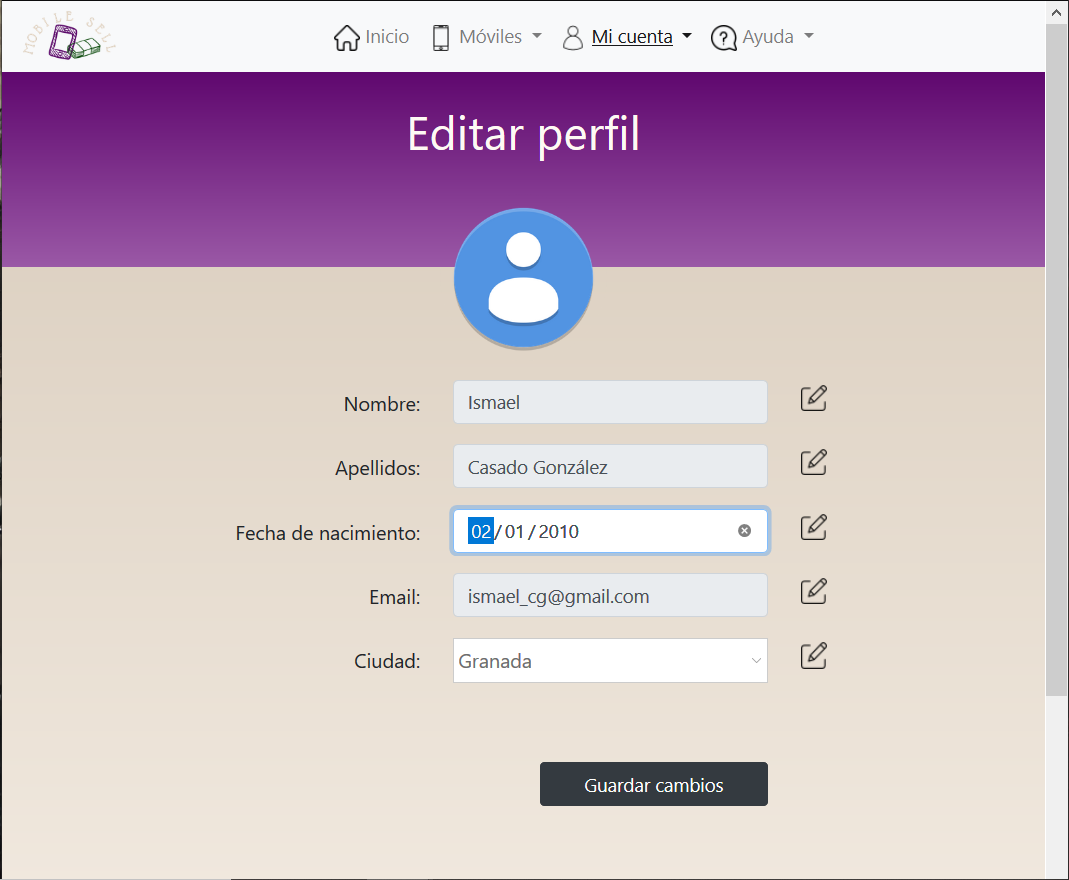 MOBILE SELL
Inicio Móviles Mi cuenta Ayuda
Editar perfil
Nombre: Ismael
Apellidos: Casado González
Fecha de nacimiento: 02/01/2010
Email: ismael_cg@gmail.com
Ciudad: Granada
Guardar cambios